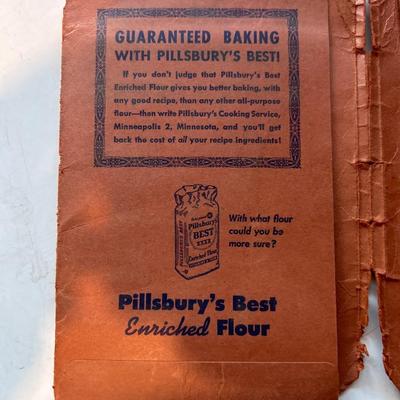 GUARANTEED BAKING
WITH PILLSBURY'S BEST!
If you don't judge that Pillsbury's Best
Enriched Flour gives you better baking, with
any good recipe, than any other all-purpose
flour—then write Pillsbury's Cooking Service,
Minneapolis 2, Minnesota, and you'll get
back the cost of all your recipe ingredients!
Pillsbury's
BEST
XXXX
Enriched Flour
With what flour
could you be
more sure?
Pillsbury's Best
Enriched Flour